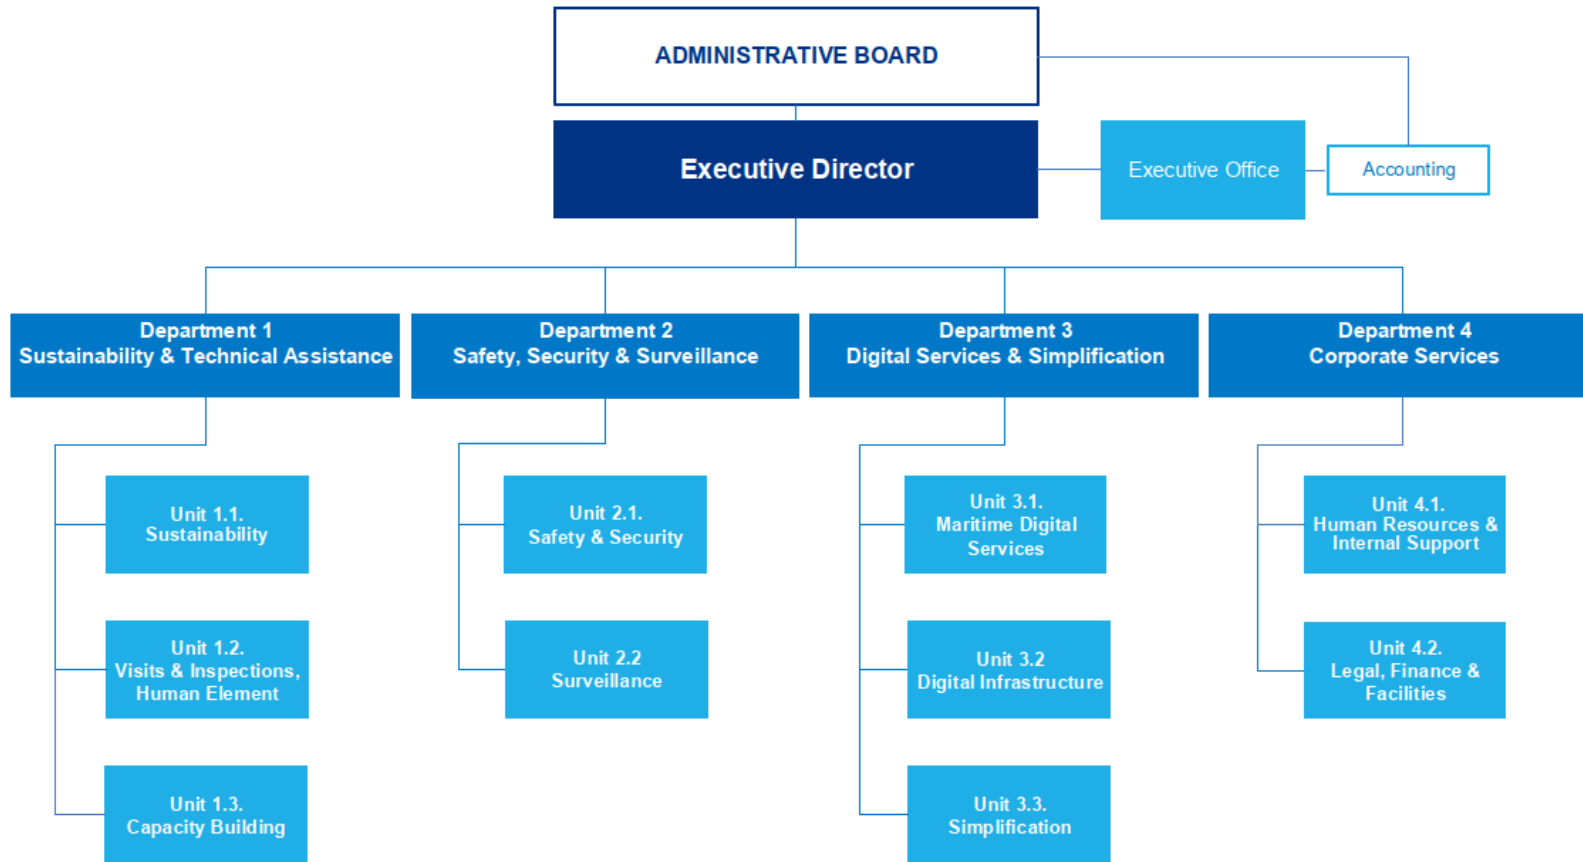 ADMINISTRATIVE BOARD
Executive Director
Executive Office
Accounting
Department 1
Sustainability & Technical Assistance
Department 2
Safety, Security & Surveillance
Department 3
Digital Services & Simplification
Department 4
Corporate Services
Unit 1.1.
Sustainability
Unit 2.1.
Safety & Security
Unit 3.1.
Maritime Digital
Services
Unit 4.1.
Human Resources &
Internal Support
Unit 1.2.
Visits & Inspections,
Human Element
Unit 2.2
Surveillance
Unit 3.2
Digital Infrastructure
Unit 4.2.
Legal, Finance &
Facilities
Unit 1.3.
Capacity Building
Unit 3.3.
Simplification